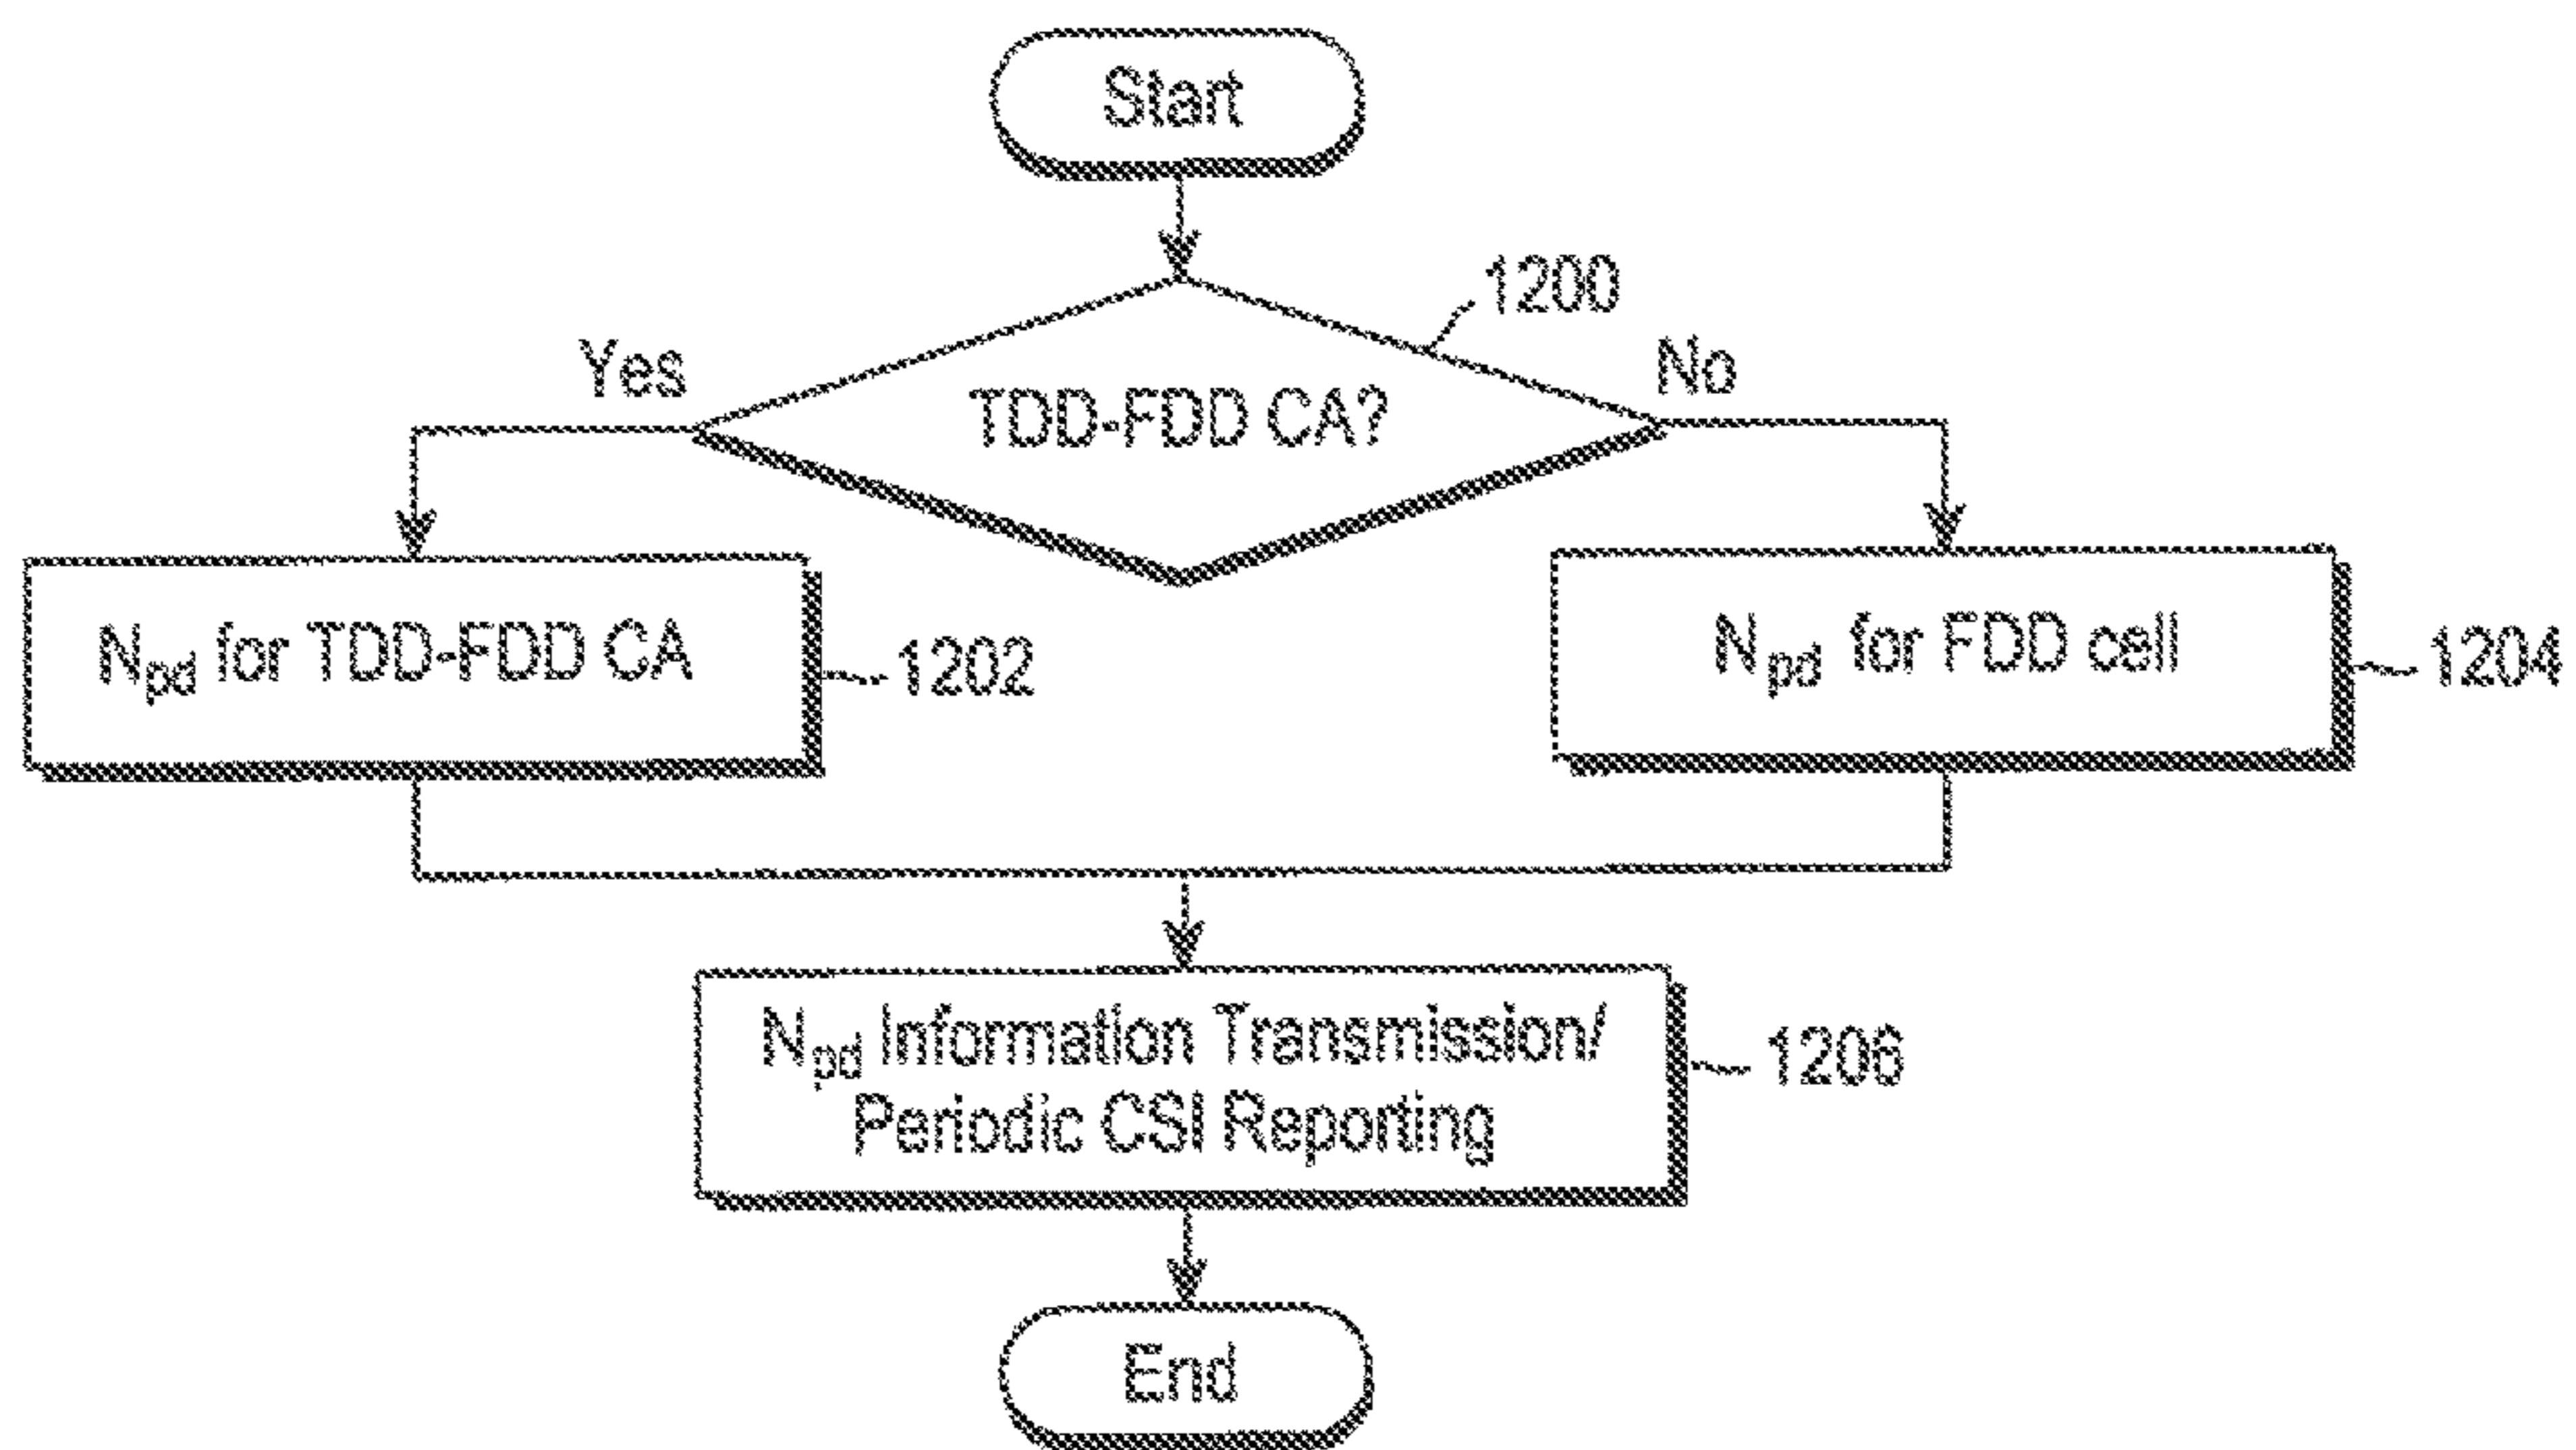 Start
1200
Yes
No
TDD-FDD CA?
Npd for TDD-FDD CA
1202
Npd for FDD cell
1204
Npd Information Transmission/
Periodic CSI Reporting
1206
End